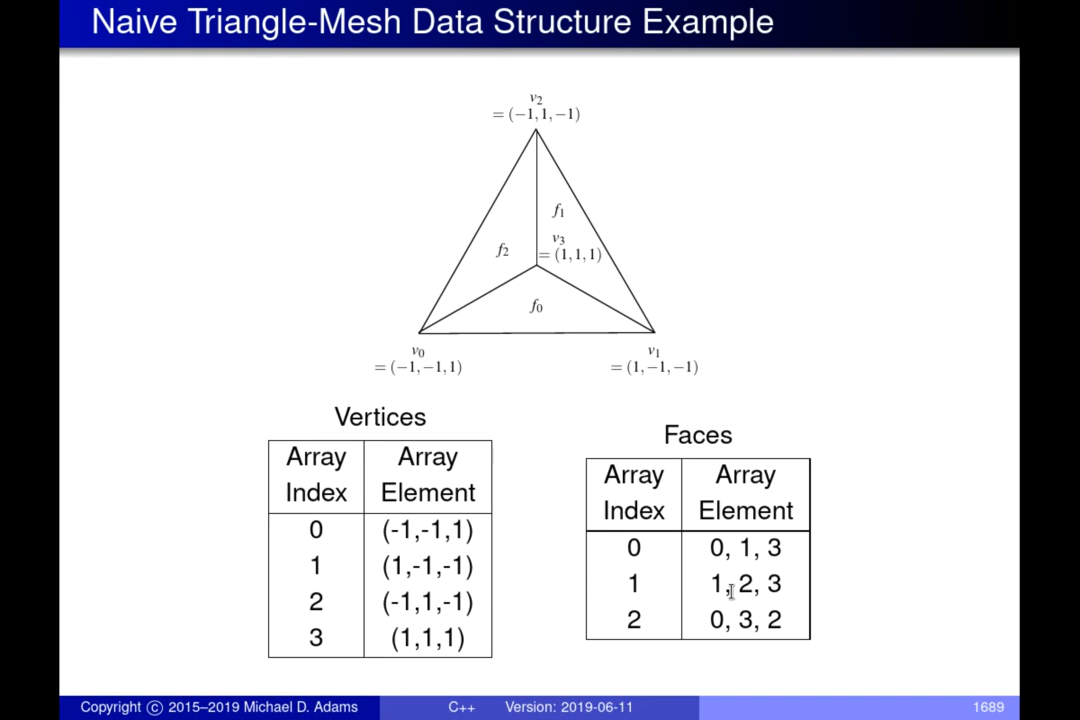 Naive Triangle-Mesh Data Structure Example
v2
= (−1,1,−1)
f1
v3
= (1,1,1)
f2
f0
v0
= (−1,−1,1)
v1
= (1,−1,−1)
Vertices
Array Index	Array Element
0	(-1,-1,1)
1	(1,-1,-1)
2	(-1,1,-1)
3	(1,1,1)
Faces
Array Index	Array Element
0	0, 1, 3
1	1, 2, 3
2	0, 3, 2
Copyright © 2015–2019 Michael D. Adams	C++	Version: 2019-06-11	1689